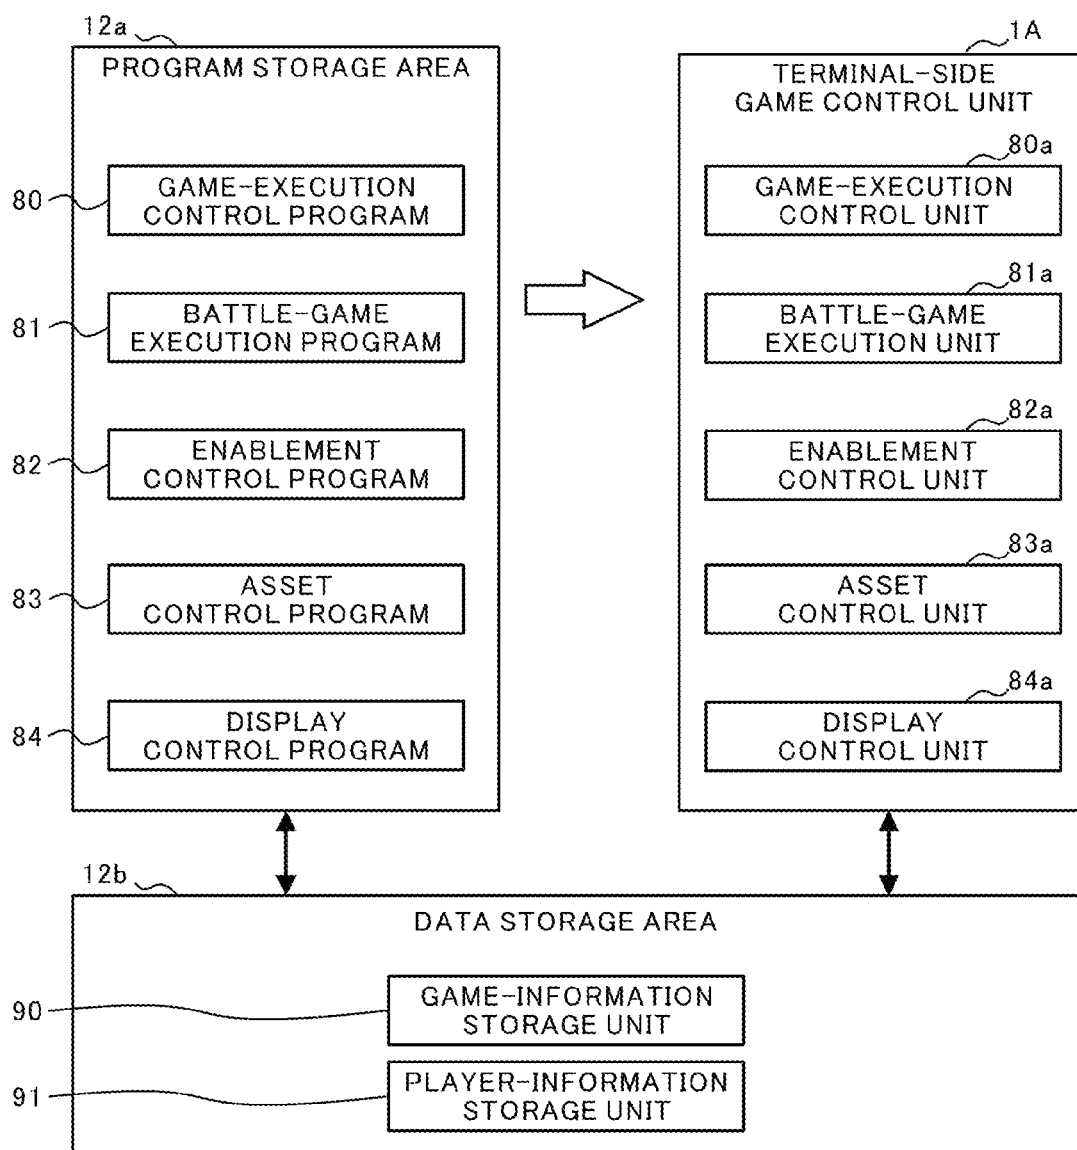 12a
PROGRAM STORAGE AREA
80
GAME-EXECUTION
CONTROL PROGRAM
81
BATTLE-GAME
EXECUTION PROGRAM
82
ENABLEMENT
CONTROL PROGRAM
83
ASSET
CONTROL PROGRAM
84
DISPLAY
CONTROL PROGRAM
1A
TERMINAL-SIDE
GAME CONTROL UNIT
80a
GAME-EXECUTION
CONTROL UNIT
81a
BATTLE-GAME
EXECUTION UNIT
82a
ENABLEMENT
CONTROL UNIT
83a
ASSET
CONTROL UNIT
84a
DISPLAY
CONTROL UNIT
12b
DATA STORAGE AREA
90
GAME-INFORMATION
STORAGE UNIT
91
PLAYER-INFORMATION
STORAGE UNIT